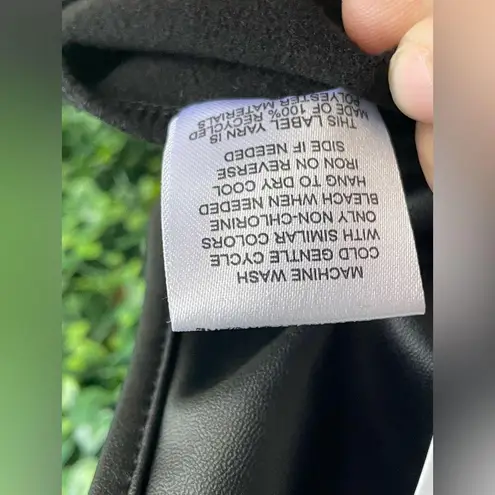 MACHINE WASH
COLD GENTLE CYCLE
WITH SIMILAR COLORS
ONLY NON-CHLORINE
BLEACH WHEN NEEDED
HANG TO DRY COOL
IRON ON REVERSE
SIDE IF NEEDED
THIS LABEL YARN IS
MADE OF 100% RECYCLED
POLYESTER MATERIALS